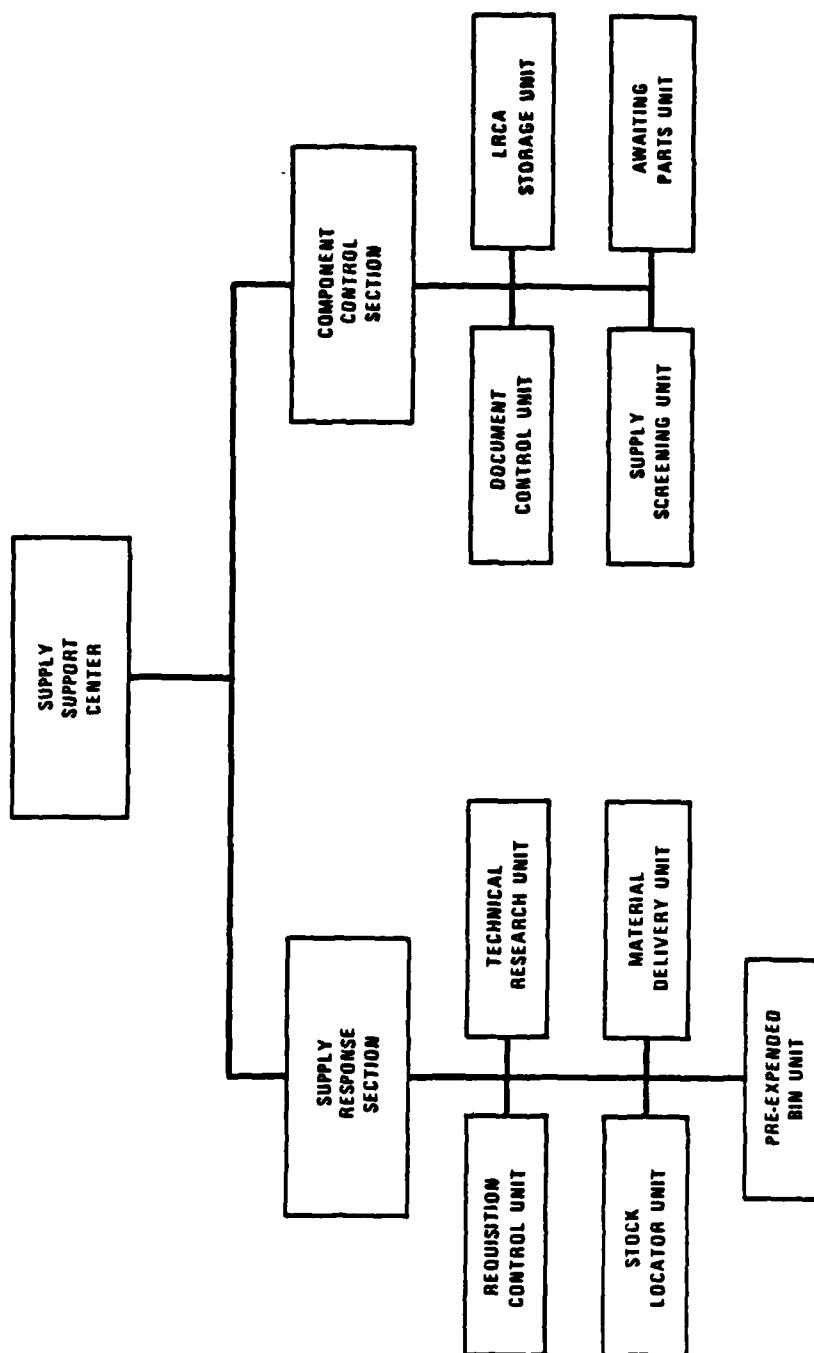 SUPPLY
SUPPORT
CENTER
SUPPLY
RESPONSE
SECTION
COMPONENT
CONTROL
SECTION
REQUISITION
CONTROL UNIT
TECHNICAL
RESEARCH UNIT
STOCK
LOCATOR UNIT
MATERIAL
DELIVERY UNIT
PRE-EXPENDED
BIN UNIT
DOCUMENT
CONTROL UNIT
LRCA
STORAGE UNIT
SUPPLY
SCREENING UNIT
AWAITING
PARTS UNIT